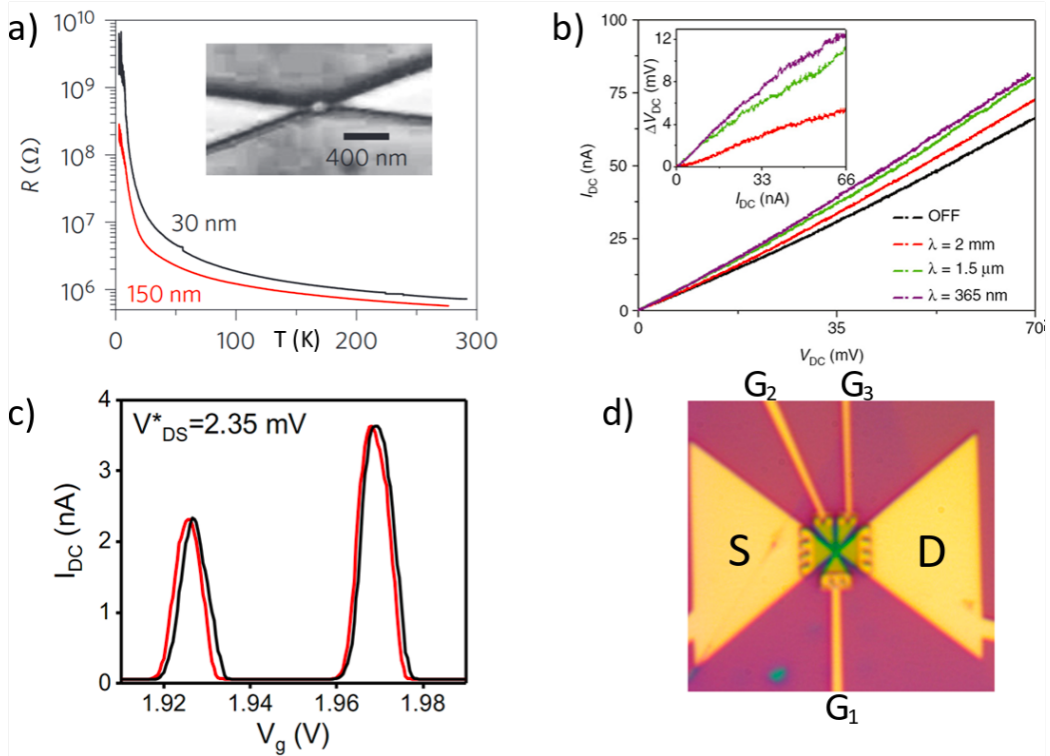 a)
10¹⁰
10⁹
10⁸
10⁷
10⁶
R (Ω)
400 nm
30 nm
150 nm
0
100
200
300
T (K)
b)
100
75
50
25
0
I_DC (nA)
12
8
4
0
ΔV_DC (mV)
0
33
66
I_DC (nA)
OFF
λ = 2 mm
λ = 1.5 μm
λ = 365 nm
0
35
70
V_DC (mV)
c)
V*_DS=2.35 mV
4
3
2
1
0
I_DC (nA)
1.92
1.94
1.96
1.98
V_g (V)
d)
G₂
G₃
S
D
G₁